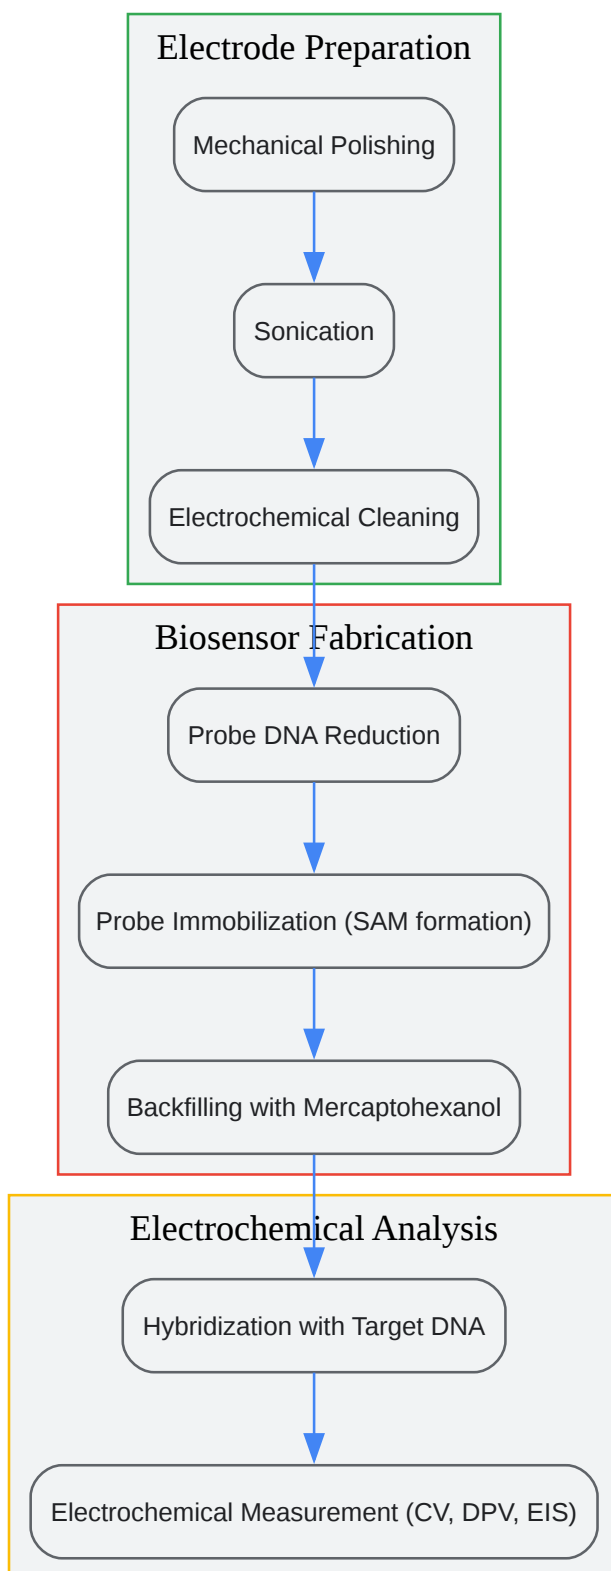 Electrode Preparation
Mechanical Polishing
Sonication
Electrochemical Cleaning
Biosensor Fabrication
Probe DNA Reduction
Probe Immobilization (SAM formation)
Backfilling with Mercaptohexanol
Electrochemical Analysis
Hybridization with Target DNA
Electrochemical Measurement (CV, DPV, EIS)